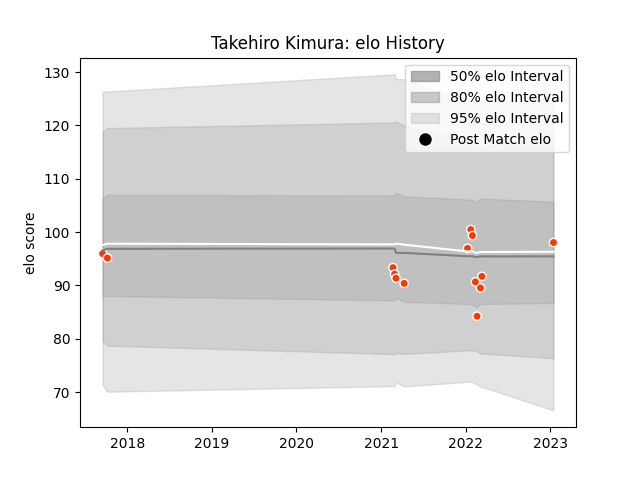 Takehiro Kimura: elo History
130
120
110
100
90
80
70
elo score
50% elo Interval
80% elo Interval
95% elo Interval
Post Match elo
2018
2019
2020
2021
2022
2023